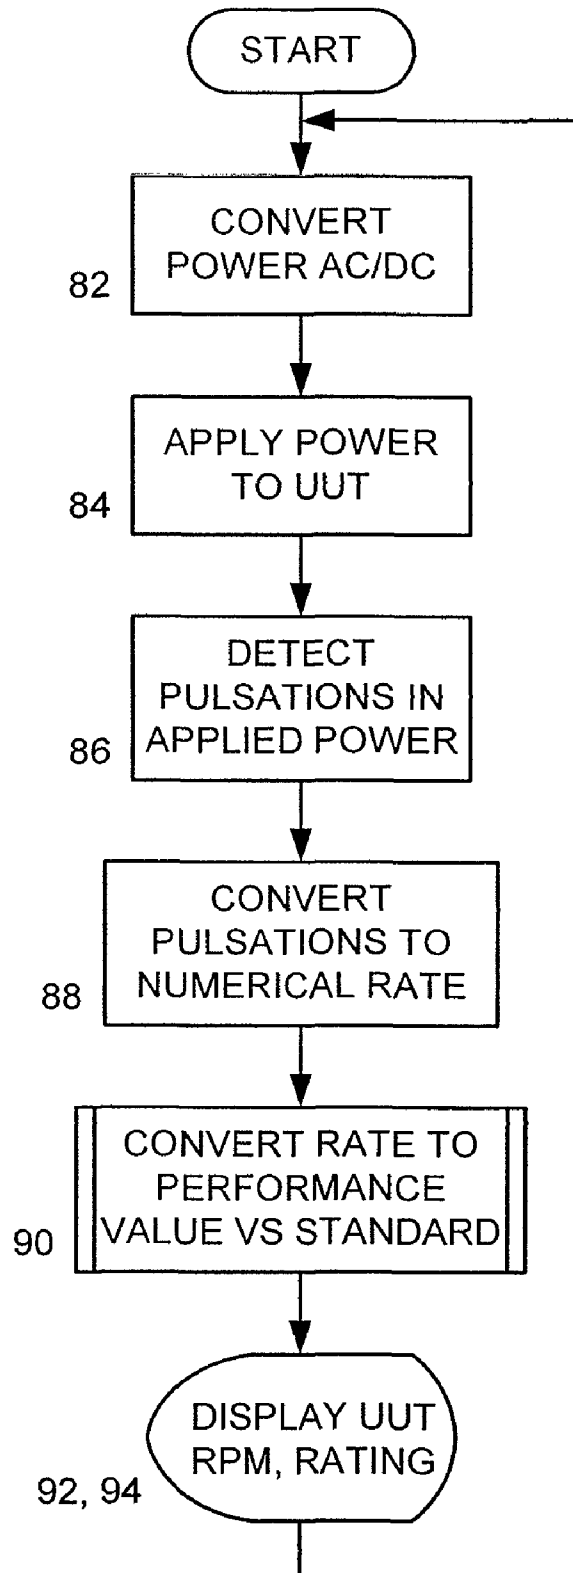 START
CONVERT
POWER AC/DC
82
APPLY POWER
TO UUT
84
DETECT
PULSATIONS IN
APPLIED POWER
86
CONVERT
PULSATIONS TO
NUMERICAL RATE
88
CONVERT RATE TO
PERFORMANCE
VALUE VS STANDARD
90
DISPLAY UUT
RPM, RATING
92, 94